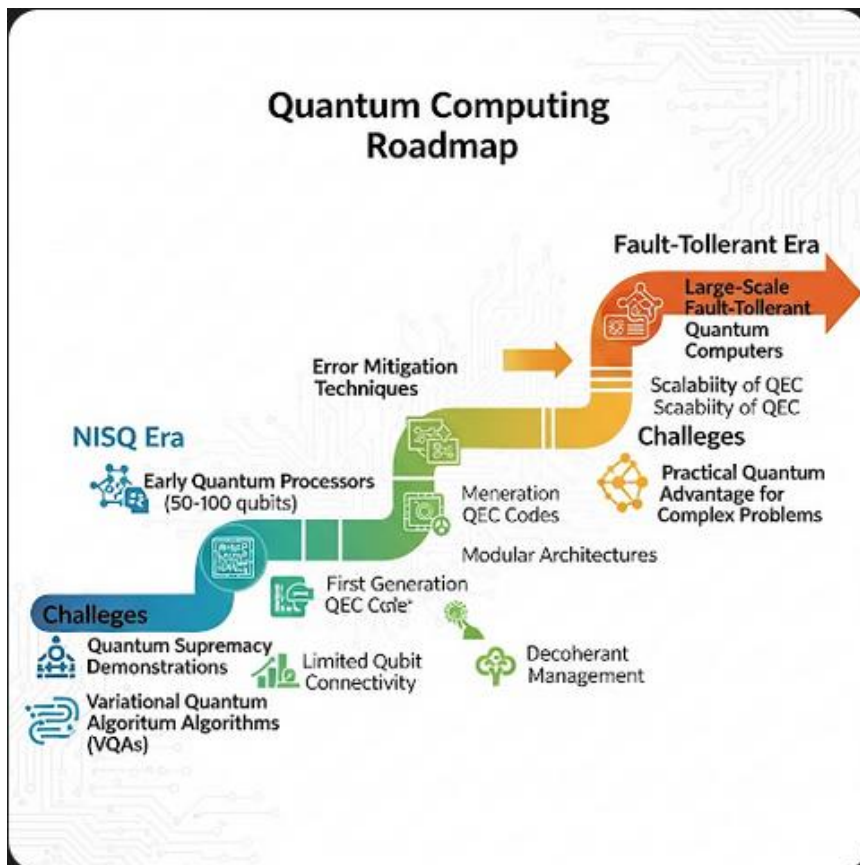 Quantum Computing
Roadmap
Fault-Tollerant Era
Large-Scale
Fault-Tollerant
Quantum
Computers
Error Mitigation
Techniques
Scalabiity of QEC
Scaabiity of QEC
NISQ Era
Challeges
Early Quantum Processors
(50-100 qubits)
Practical Quantum
Advantage for
Complex Problems
Meneration
QEC Codes
Modular Architectures
First Generation
QEC
Challeges
Quantum Supremacy
Demonstrations
Limited Qubit
Connectivity
Decoherant
Management
Variational Quantum
Algoritum Algorithms
(VQAs)